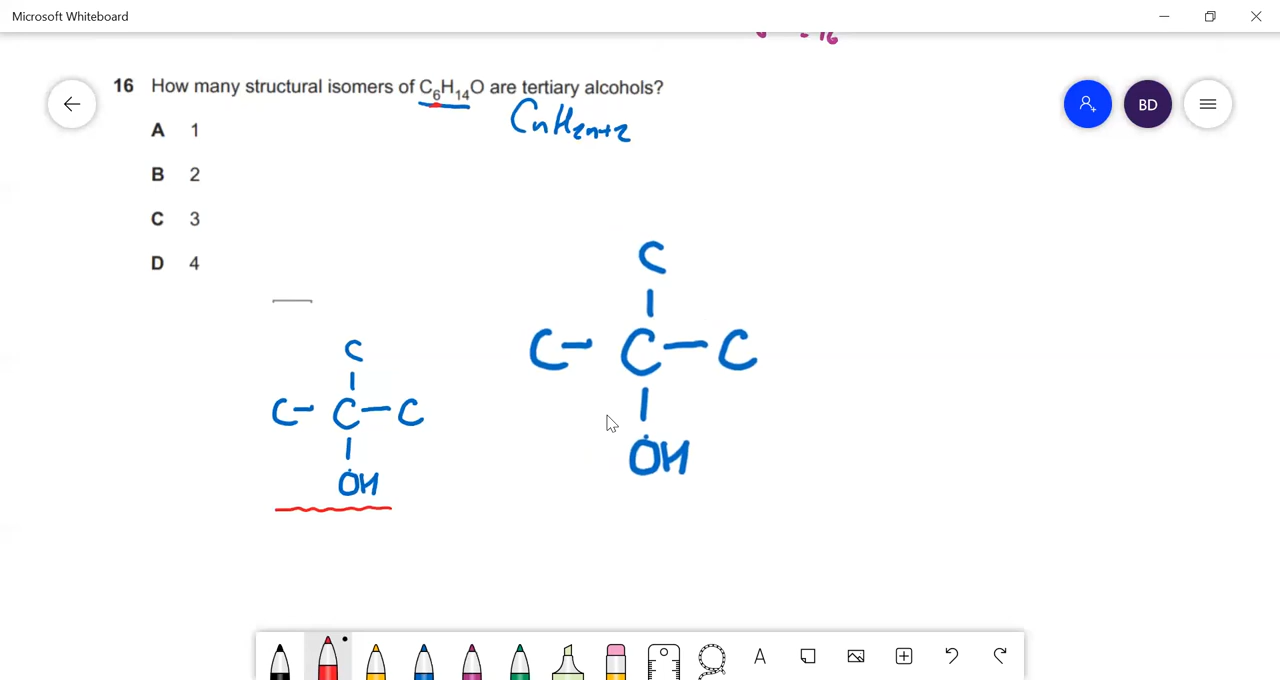 Microsoft Whiteboard
16 How many structural isomers of C₆H₁₄O are tertiary alcohols?
CnH2n+2
A 1
B 2
C 3
D 4
BD
C
C - C - C
OH
C
C - C - C
OH
A